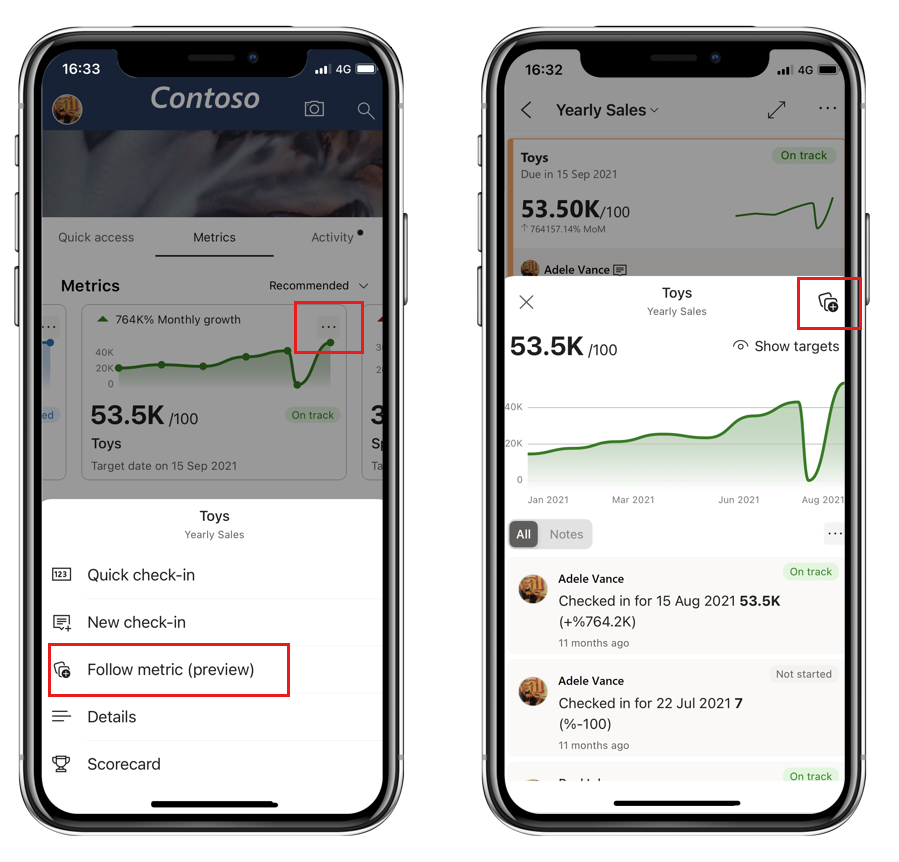 16:33
4G
Contoso
Quick access
Metrics
Activity
Metrics
Recommended
764K% Monthly growth
...
40K
20K
0
ed
53.5K /100
On track
Toys
Target date on 15 Sep 2021
Toys
Yearly Sales
123
Quick check-in
New check-in
Follow metric (preview)
Details
Scorecard
16:32
4G
Yearly Sales
...
Toys
On track
Due in 15 Sep 2021
53.50K/100
↑ 764157.14% MoM
Adele Vance
Toys
Yearly Sales
53.5K /100
Show targets
40K
20K
0
Jan 2021
Mar 2021
Jun 2021
Aug 2021
All
Notes
...
On track
Adele Vance
Checked in for 15 Aug 2021 53.5K
(+%764.2K)
11 months ago
Not started
Adele Vance
Checked in for 22 Jul 2021 7
(%-100)
11 months ago
On track